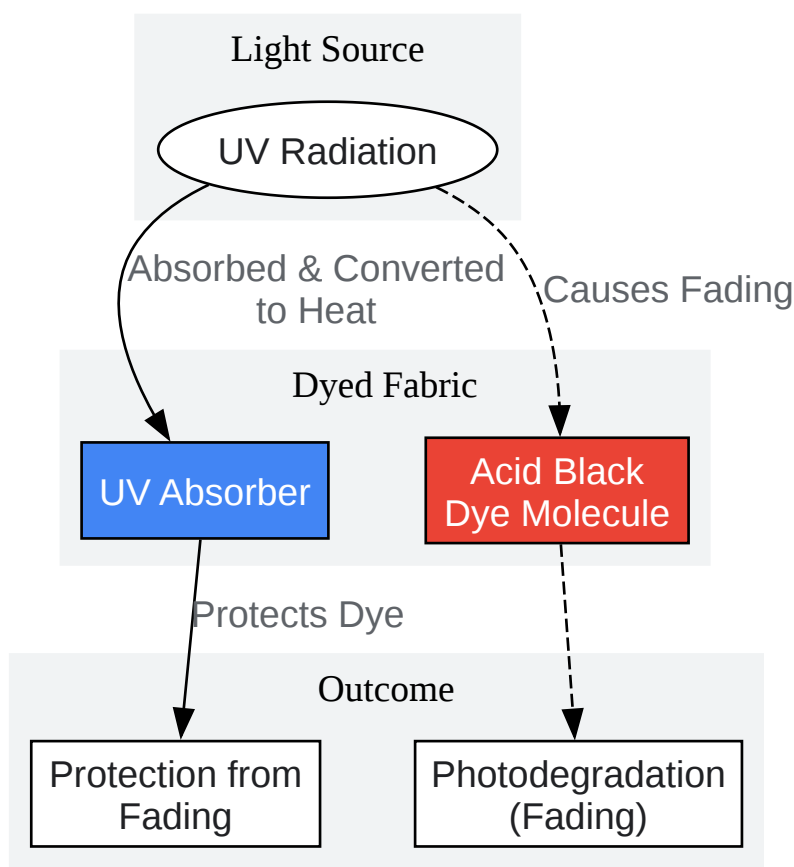 Light Source
UV Radiation
Absorbed & Converted
to Heat
Causes Fading
Dyed Fabric
UV Absorber
Acid Black
Dye Molecule
Protects Dye
Outcome
Protection from
Fading
Photodegradation
(Fading)